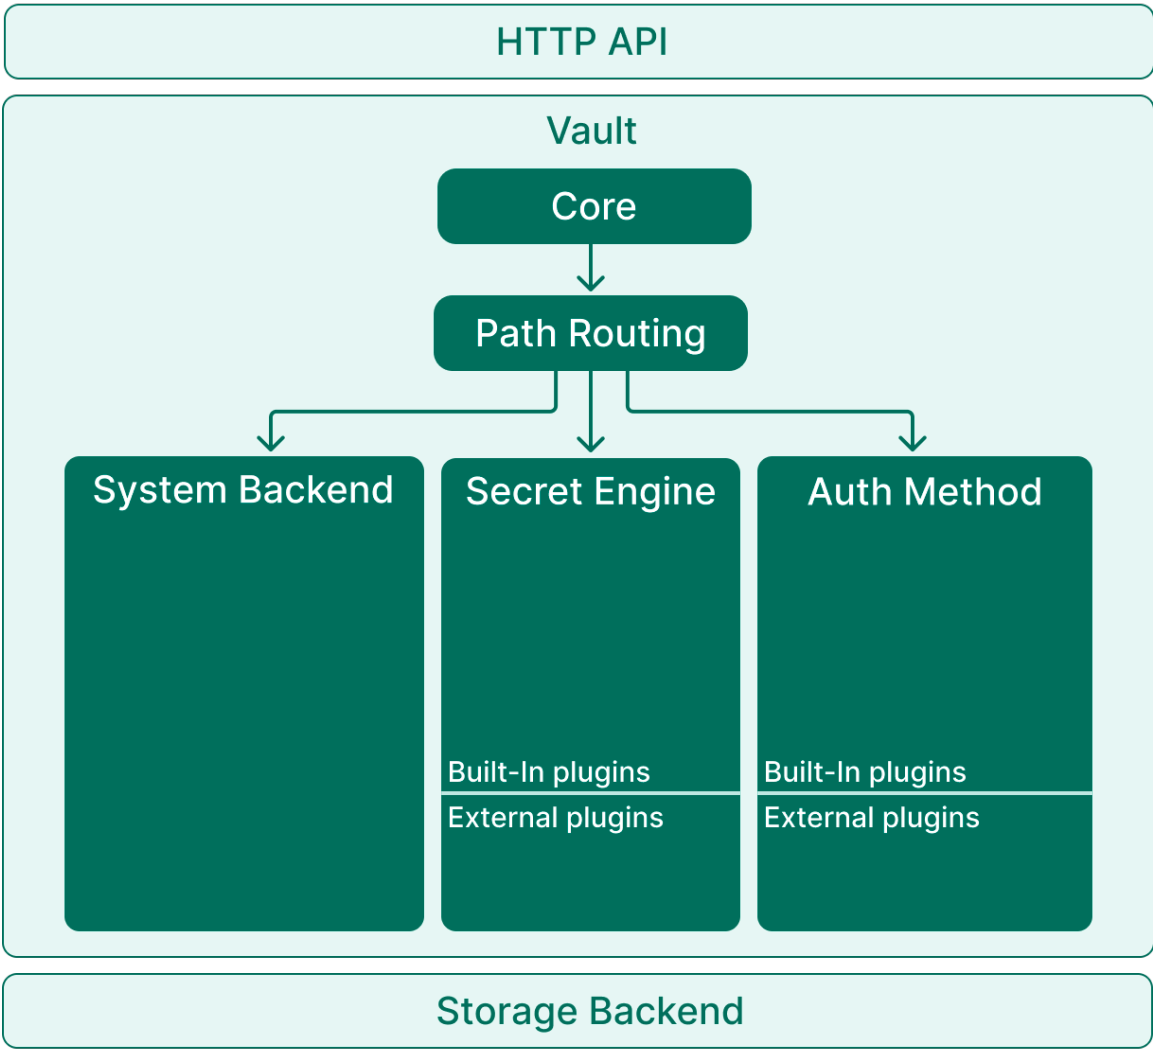 HTTP API
Vault
Core
Path Routing
System Backend
Secret Engine
Auth Method
Built-In plugins
External plugins
Built-In plugins
External plugins
Storage Backend